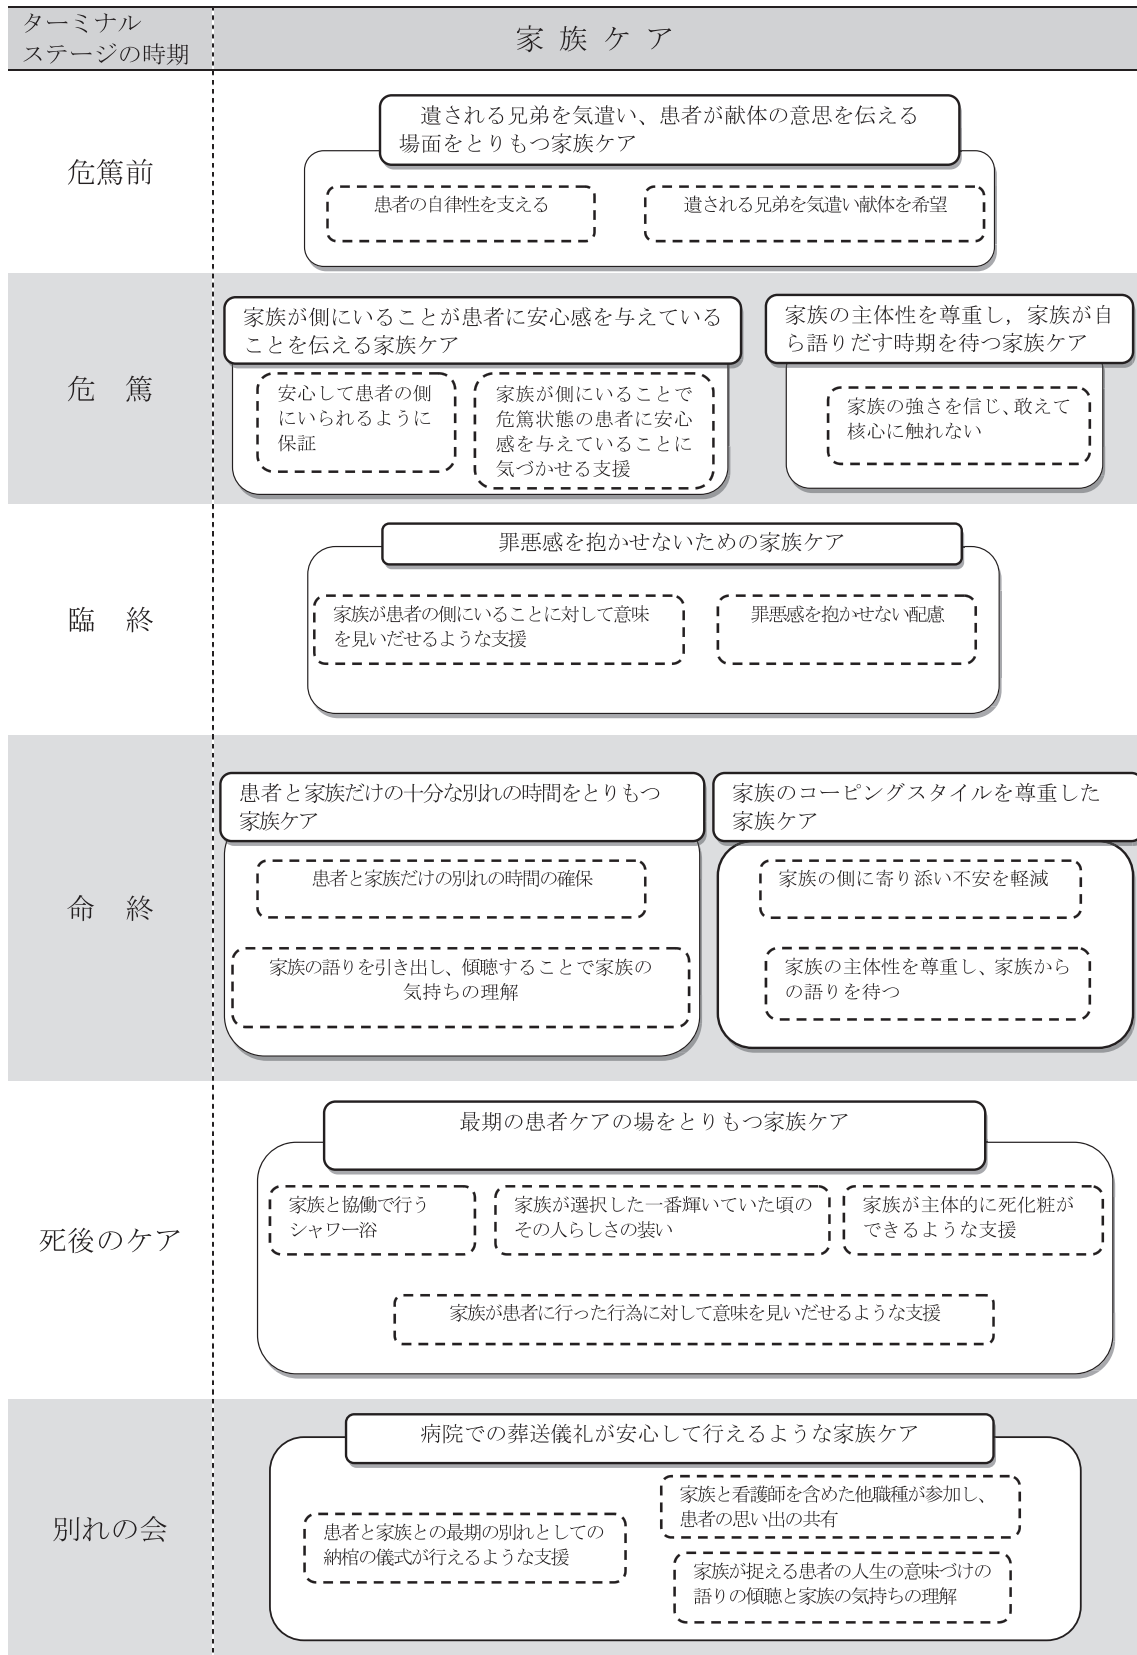 ターミナル
ステージの時期
家 族 ケ ア
危篤前
遺される兄弟を気遣い、患者が献体の意思を伝える
場面をとりもつ家族ケア
患者の自律性を支える
遺される兄弟を気遣い献体を希望
危 篤
家族が側にいることが患者に安心感を与えている
ことを伝える家族ケア
安心して患者の側
にいられるように
保証
家族が側にいることで
危篤状態の患者に安心
感を与えていることに
気づかせる支援
家族の主体性を尊重し，家族が自
ら語りだす時期を待つ家族ケア
家族の強さを信じ、敢えて
核心に触れない
臨 終
罪悪感を抱かせないための家族ケア
家族が患者の側にいることに対して意味
を見いだせるような支援
罪悪感を抱かせない配慮
命 終
患者と家族だけの十分な別れの時間をとりもつ
家族ケア
患者と家族だけの別れの時間の確保
家族の語りを引き出し、傾聴することで家族の
気持ちの理解
家族のコーピングスタイルを尊重した
家族ケア
家族の側に寄り添い不安を軽減
家族の主体性を尊重し、家族から
の語りを待つ
死後のケア
最期の患者ケアの場をとりもつ家族ケア
家族と協働で行う
シャワー浴
家族が選択した一番輝いていた頃の
その人らしさの装い
家族が主体的に死化粧が
できるような支援
家族が患者に行った行為に対して意味を見いだせるような支援
別れの会
病院での葬送儀礼が安心して行えるような家族ケア
患者と家族との最期の別れとしての
納棺の儀式が行えるような支援
家族と看護師を含めた他職種が参加し、
患者の思い出の共有
家族が捉える患者の人生の意味づけの
語りの傾聴と家族の気持ちの理解